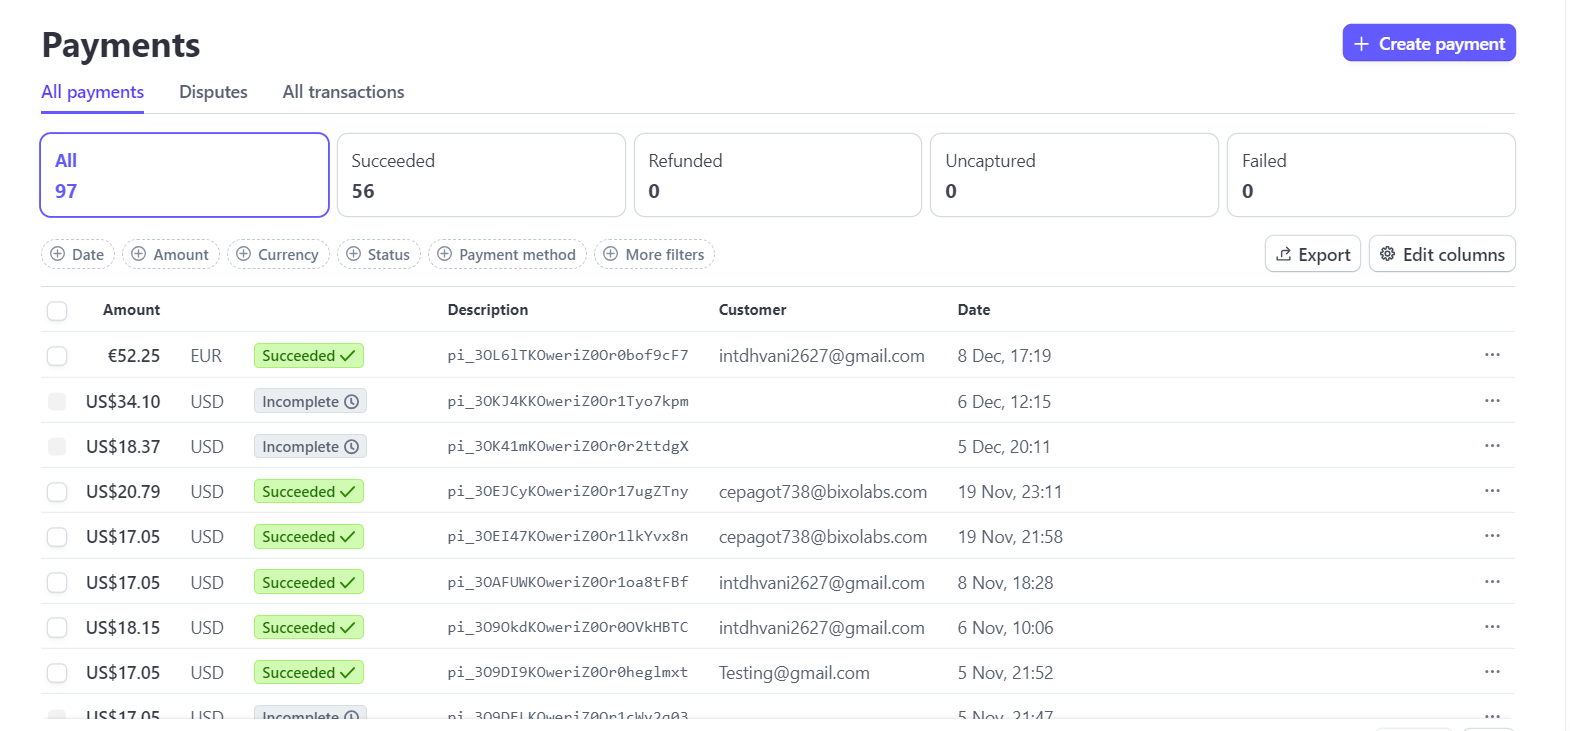 Payments
+ Create payment
All payments Disputes All transactions
All Succeeded Refunded Uncaptured Failed
97 56 0 0 0
Date Amount Currency Status Payment method More filters Export Edit columns
Amount Description Customer Date
€52.25 EUR Succeeded pi_3OL6lTKOweriZ0Or0bof9cF7 intdhvani2627@gmail.com 8 Dec, 17:19
US$34.10 USD Incomplete pi_3OKJ4KKOweriZ0Or1Tyo7kpm 6 Dec, 12:15
US$18.37 USD Incomplete pi_3OK41mKOweriZ0Or0r2ttdgX 5 Dec, 20:11
US$20.79 USD Succeeded pi_3OEJCyKOweriZ0Or17ugZTny cepagot738@bixolabs.com 19 Nov, 23:11
US$17.05 USD Succeeded pi_3OEI47KOweriZ0Or1lkYvx8n cepagot738@bixolabs.com 19 Nov, 21:58
US$17.05 USD Succeeded pi_3OAFUWKOweriZ0Or1oa8tFBf intdhvani2627@gmail.com 8 Nov, 18:28
US$18.15 USD Succeeded pi_3O9OkdKOweriZ0Or0OVkHBTC intdhvani2627@gmail.com 6 Nov, 10:06
US$17.05 USD Succeeded pi_3O9DI9KOweriZ0Or0heglmxt Testing@gmail.com 5 Nov, 21:52
US$17.05 USD Incomplete 5 Nov, 21:47